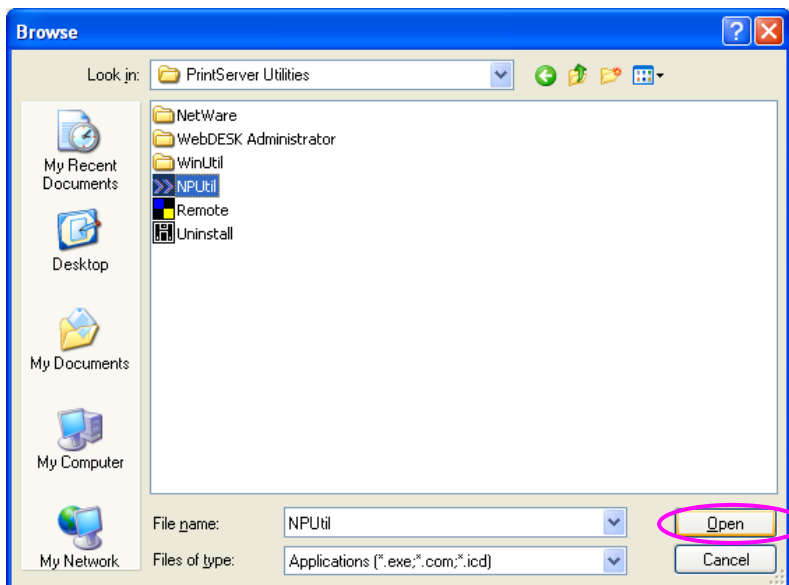 Browse
Look in: PrintServer Utilities
My Recent
Documents
Desktop
My Documents
My Computer
My Network
NetWare
WebDESK Administrator
WinUtil
NPUtil
Remote
Uninstall
File name: NPUtil Open
Files of type: Applications (*.exe;*.com;*.icd) Cancel